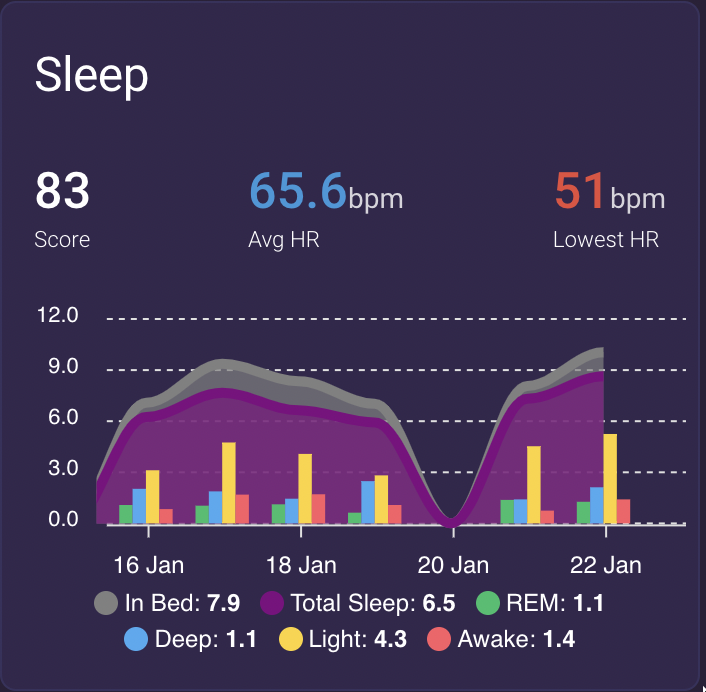 Sleep
83 65.6bpm 51bpm
Score Avg HR Lowest HR
12.0
9.0
6.0
3.0
0.0
16 Jan 18 Jan 20 Jan 22 Jan
In Bed: 7.9 Total Sleep: 6.5 REM: 1.1
Deep: 1.1 Light: 4.3 Awake: 1.4